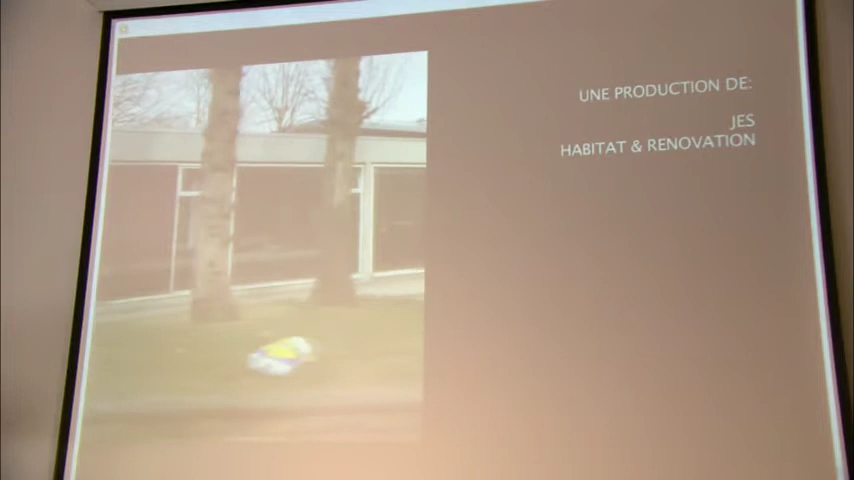 UNE PRODUCTION DE:
JES
HABITAT & RENOVATION